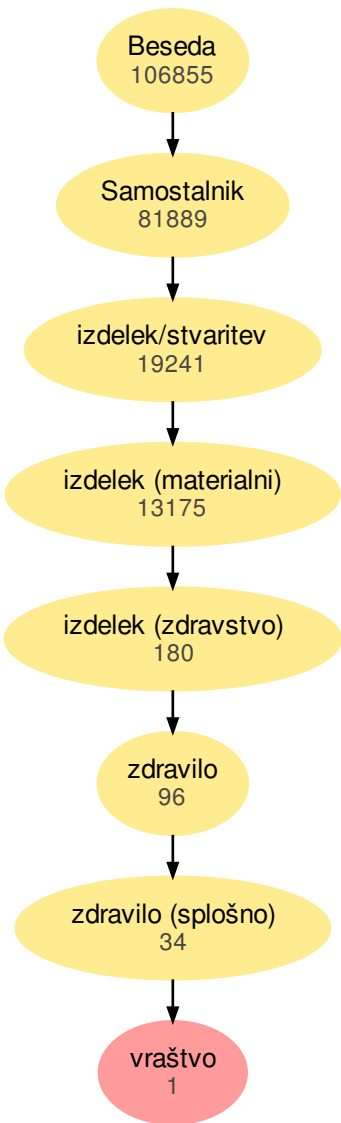 Beseda
106855
Samostalnik
81889
izdelek/stvaritev
19241
izdelek (materialni)
13175
izdelek (zdravstvo)
180
zdravilo
96
zdravilo (splošno)
34
vraštvo
1